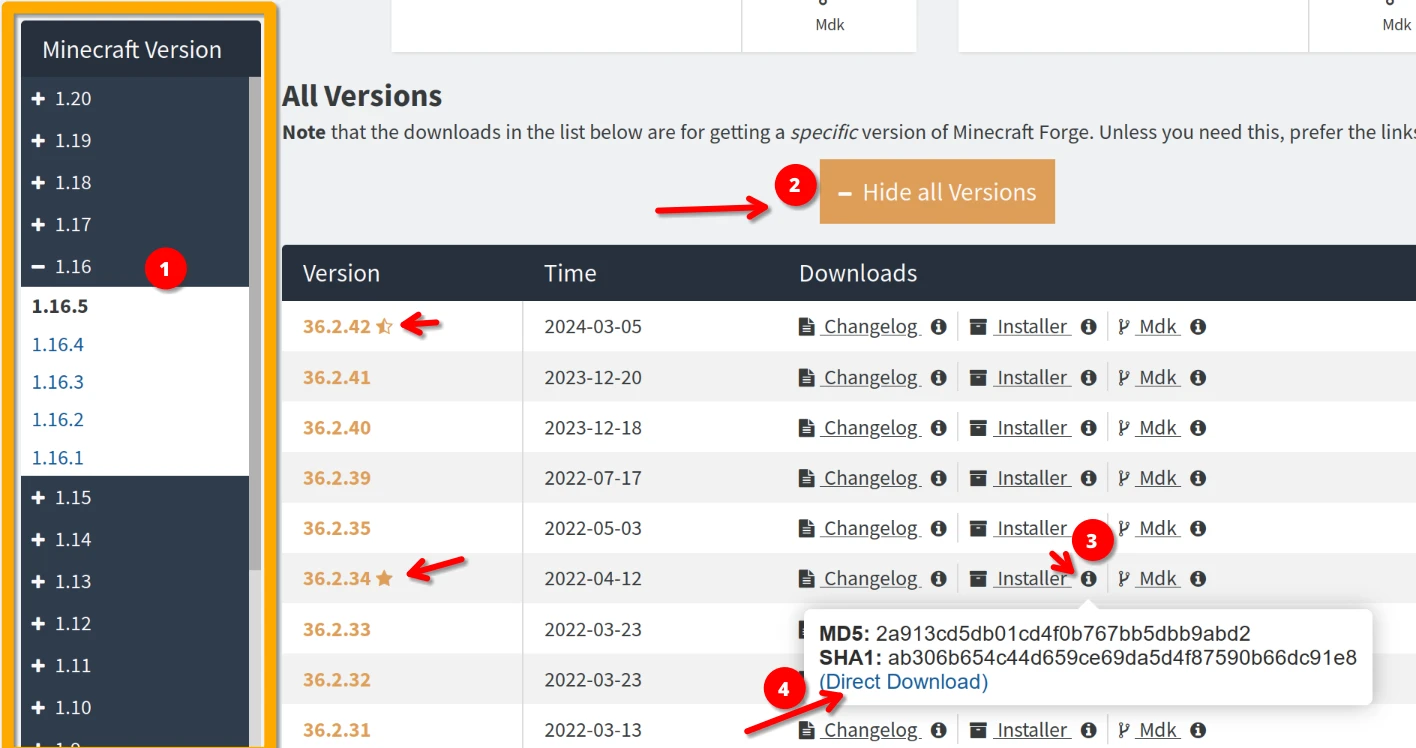 Mdk
Mdk
Minecraft Version
1.20
1.19
1.18
1.17
1.16
1
1.16.5
1.16.4
1.16.3
1.16.2
1.16.1
1.15
1.14
1.13
1.12
1.11
1.10
All Versions
Note that the downloads in the list below are for getting a specific version of Minecraft Forge. Unless you need this, prefer the links
2
Hide all Versions
Version Time Downloads
36.2.42 2024-03-05 Changelog Installer Mdk
36.2.41 2023-12-20 Changelog Installer Mdk
36.2.40 2023-12-18 Changelog Installer Mdk
36.2.39 2022-07-17 Changelog Installer Mdk
36.2.35 2022-05-03 Changelog Installer Mdk
3
36.2.34 2022-04-12 Changelog Installer Mdk
36.2.33 2022-03-23
MD5: 2a913cd5db01cd4f0b767bb5dbb9abd2
SHA1: ab306b654c44d659ce69da5d4f87590b66dc91e8
36.2.32 2022-03-23
(Direct Download)
4
36.2.31 2022-03-13 Changelog Installer Mdk